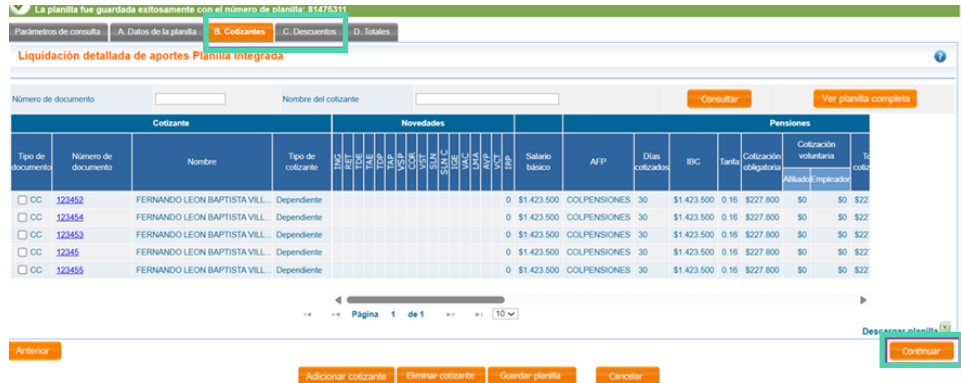 La planilla fue guardada exitosamente con el número de planilla: 81475311
Parámetros de consulta A. Datos de la planilla B. Cotizantes C. Descuentos D. Totales
Liquidación detallada de aportes Planilla Integrada ?
Número de documento Nombre del cotizante Consultar Ver planilla completa
Cotizante Novedades Pensiones
Tipo de documento Número de documento Nombre Tipo de cotizante ING RET TDE TAE TDP TAP VSP COR VST SLN SLN C IGE LMA VAC AVP VCT IRP Salario básico AFP Días cotizados IBC Tarifa Cotización obligatoria Cotización voluntaria Afiliado Empleador
CC 123452 FERNANDO LEON BAPTISTA VILL... Dependiente 0 $1.423.500 COLPENSIONES 30 $1.423.500 0.16 $227.800 $0 $0 $22
CC 123454 FERNANDO LEON BAPTISTA VILL... Dependiente 0 $1.423.500 COLPENSIONES 30 $1.423.500 0.16 $227.800 $0 $0 $22
CC 123453 FERNANDO LEON BAPTISTA VILL... Dependiente 0 $1.423.500 COLPENSIONES 30 $1.423.500 0.16 $227.800 $0 $0 $22
CC 12345 FERNANDO LEON BAPTISTA VILL... Dependiente 0 $1.423.500 COLPENSIONES 30 $1.423.500 0.16 $227.800 $0 $0 $22
CC 123455 FERNANDO LEON BAPTISTA VILL... Dependiente 0 $1.423.500 COLPENSIONES 30 $1.423.500 0.16 $227.800 $0 $0 $22
Página 1 de 1 10
Descargar planilla
Anterior Continuar
Adicionar cotizante Eliminar cotizante Guardar planilla Cancelar